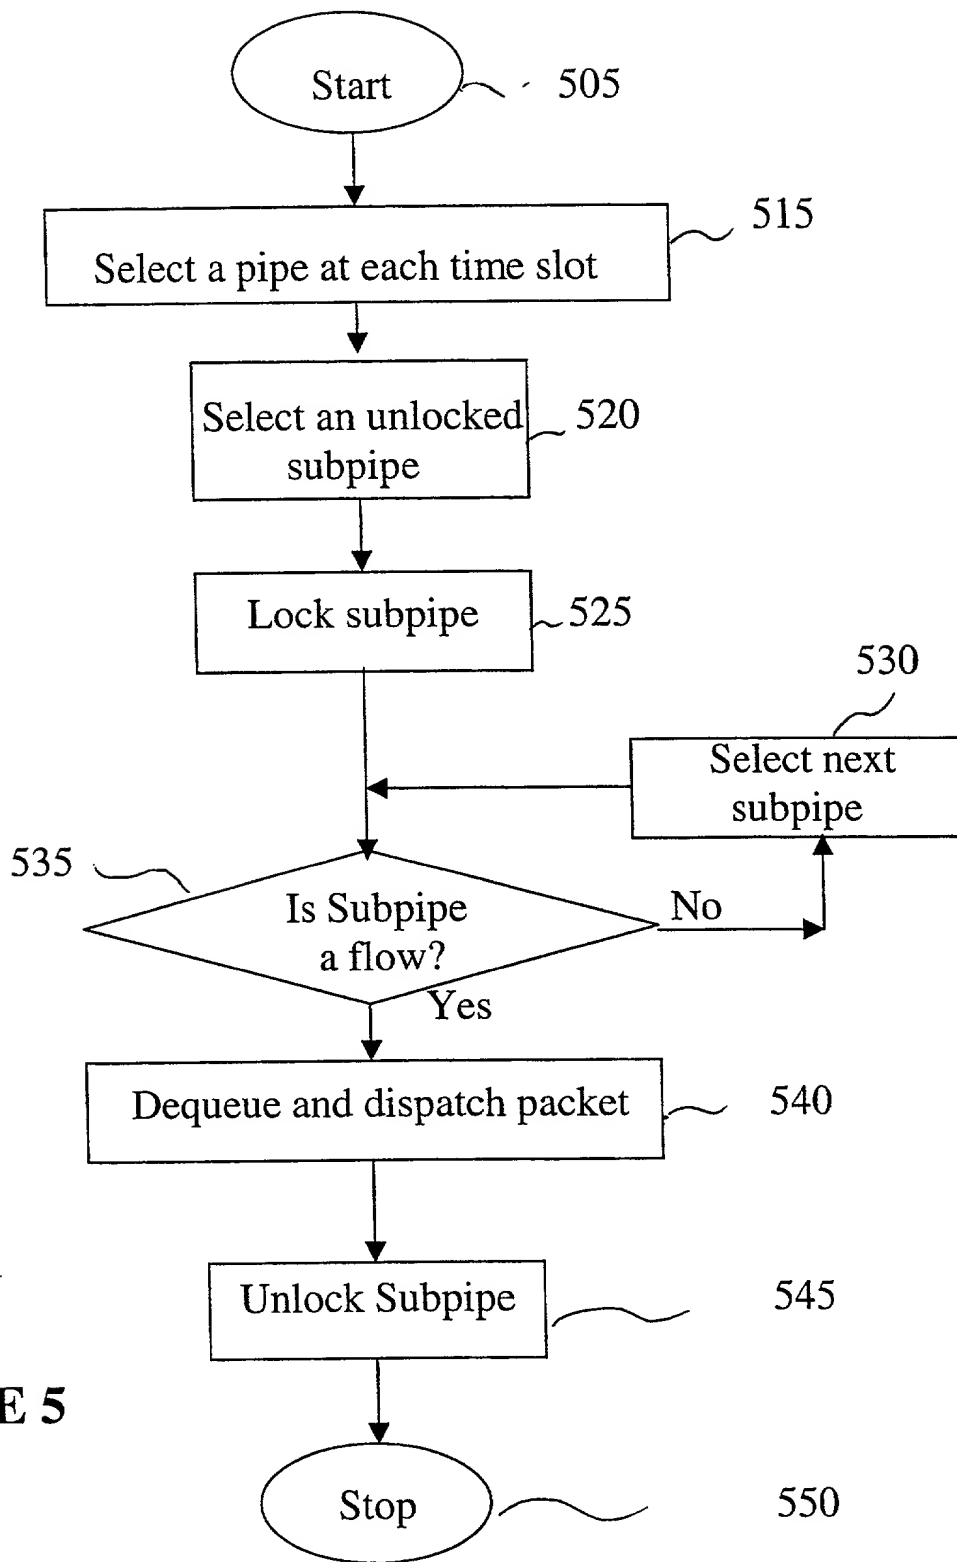 Start
505
515
Select a pipe at each time slot
Select an unlocked
subpipe
520
Lock subpipe
525
530
Select next
subpipe
535
Is Subpipe
a flow?
No
Yes
Dequeue and dispatch packet
540
Unlock Subpipe
545
E 5
Stop
550